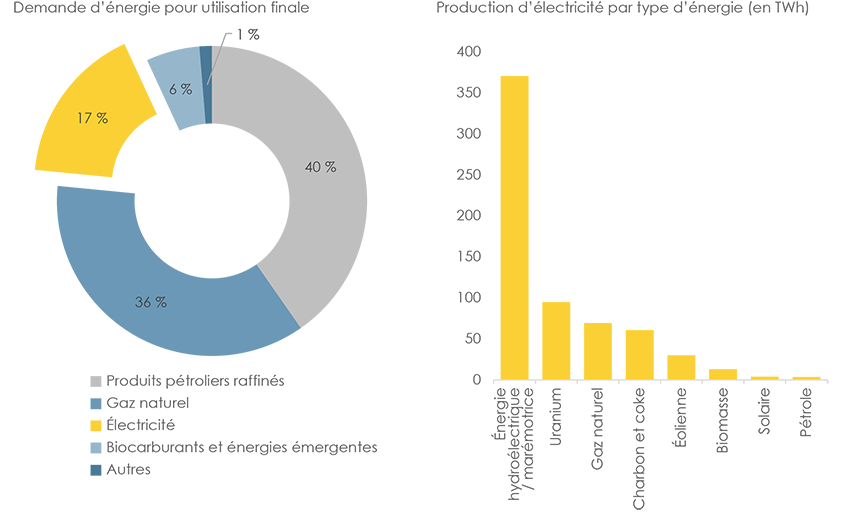 Demande d’énergie pour utilisation finale
1 %
6 %
17 %
40 %
36 %
Produits pétroliers raffinés
Gaz naturel
Électricité
Biocarburants et énergies émergentes
Autres
Production d’électricité par type d’énergie (en TWh)
400
350
300
250
200
150
100
50
0
Énergie
hydroélectrique
/ marémotrice
Uranium
Gaz naturel
Charbon et coke
Éolienne
Biomasse
Solaire
Pétrole